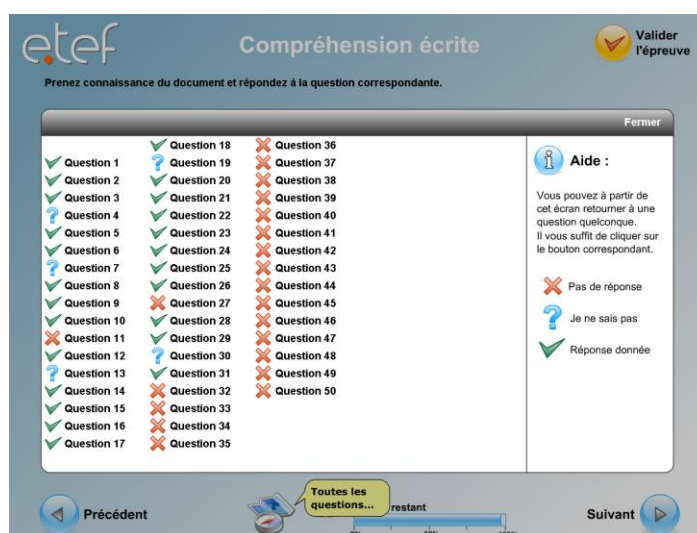 e.tef
Compréhension écrite
Valider
l'épreuve
Prenez connaissance du document et répondez à la question correspondante.
Fermer
Question 1
Question 2
Question 3
Question 4
Question 5
Question 6
Question 7
Question 8
Question 9
Question 10
Question 11
Question 12
Question 13
Question 14
Question 15
Question 16
Question 17
Question 18
Question 19
Question 20
Question 21
Question 22
Question 23
Question 24
Question 25
Question 26
Question 27
Question 28
Question 29
Question 30
Question 31
Question 32
Question 33
Question 34
Question 35
Question 36
Question 37
Question 38
Question 39
Question 40
Question 41
Question 42
Question 43
Question 44
Question 45
Question 46
Question 47
Question 48
Question 49
Question 50
Aide :
Vous pouvez à partir de
cet écran retourner à une
question quelconque.
Il vous suffit de cliquer sur
le bouton correspondant.
Pas de réponse
Je ne sais pas
Réponse donnée
Précédent
Toutes les
questions...
restant
Suivant